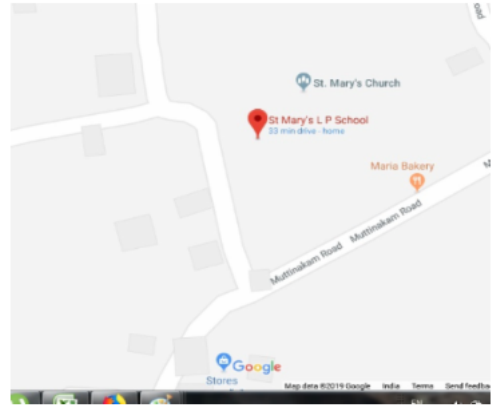 St. Mary's Church
St Mary's L P School
33 min drive - home
Maria Bakery
Muttinakam Road
Muttinakam Road
Google
Stores
Map data ©2019 Google India Terms Send feedba